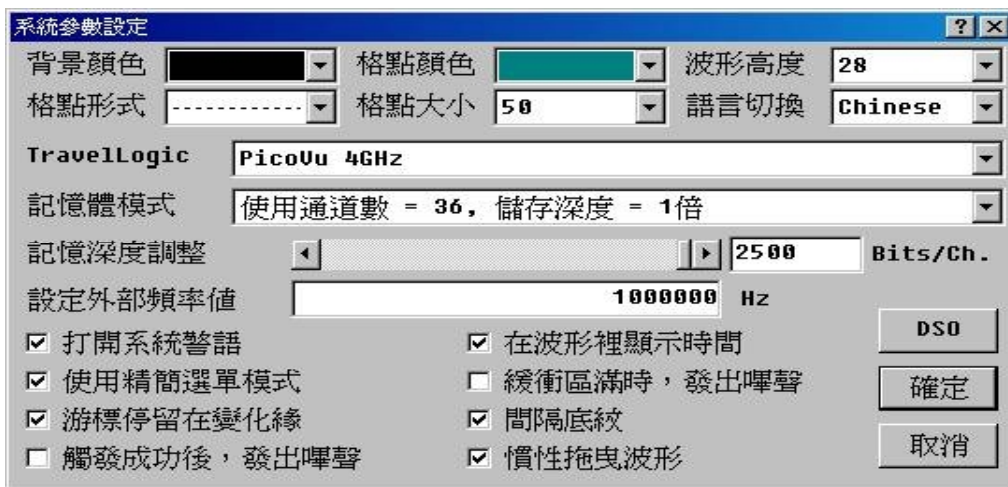 系統參數設定
背景顏色 格點顏色 波形高度 28
格點形式 格點大小 50 語言切換 Chinese
TravelLogic PicoVu 4GHz
記憶體模式 使用通道數 = 36, 儲存深度 = 1倍
記憶深度調整 2500 Bits/Ch.
設定外部頻率值 1000000 Hz
DSO
打開系統警語 在波形裡顯示時間
使用精簡選單模式 緩衝區滿時，發出嗶聲
確定
游標停留在變化緣 間隔底紋
觸發成功後，發出嗶聲 慣性拖曳波形
取消